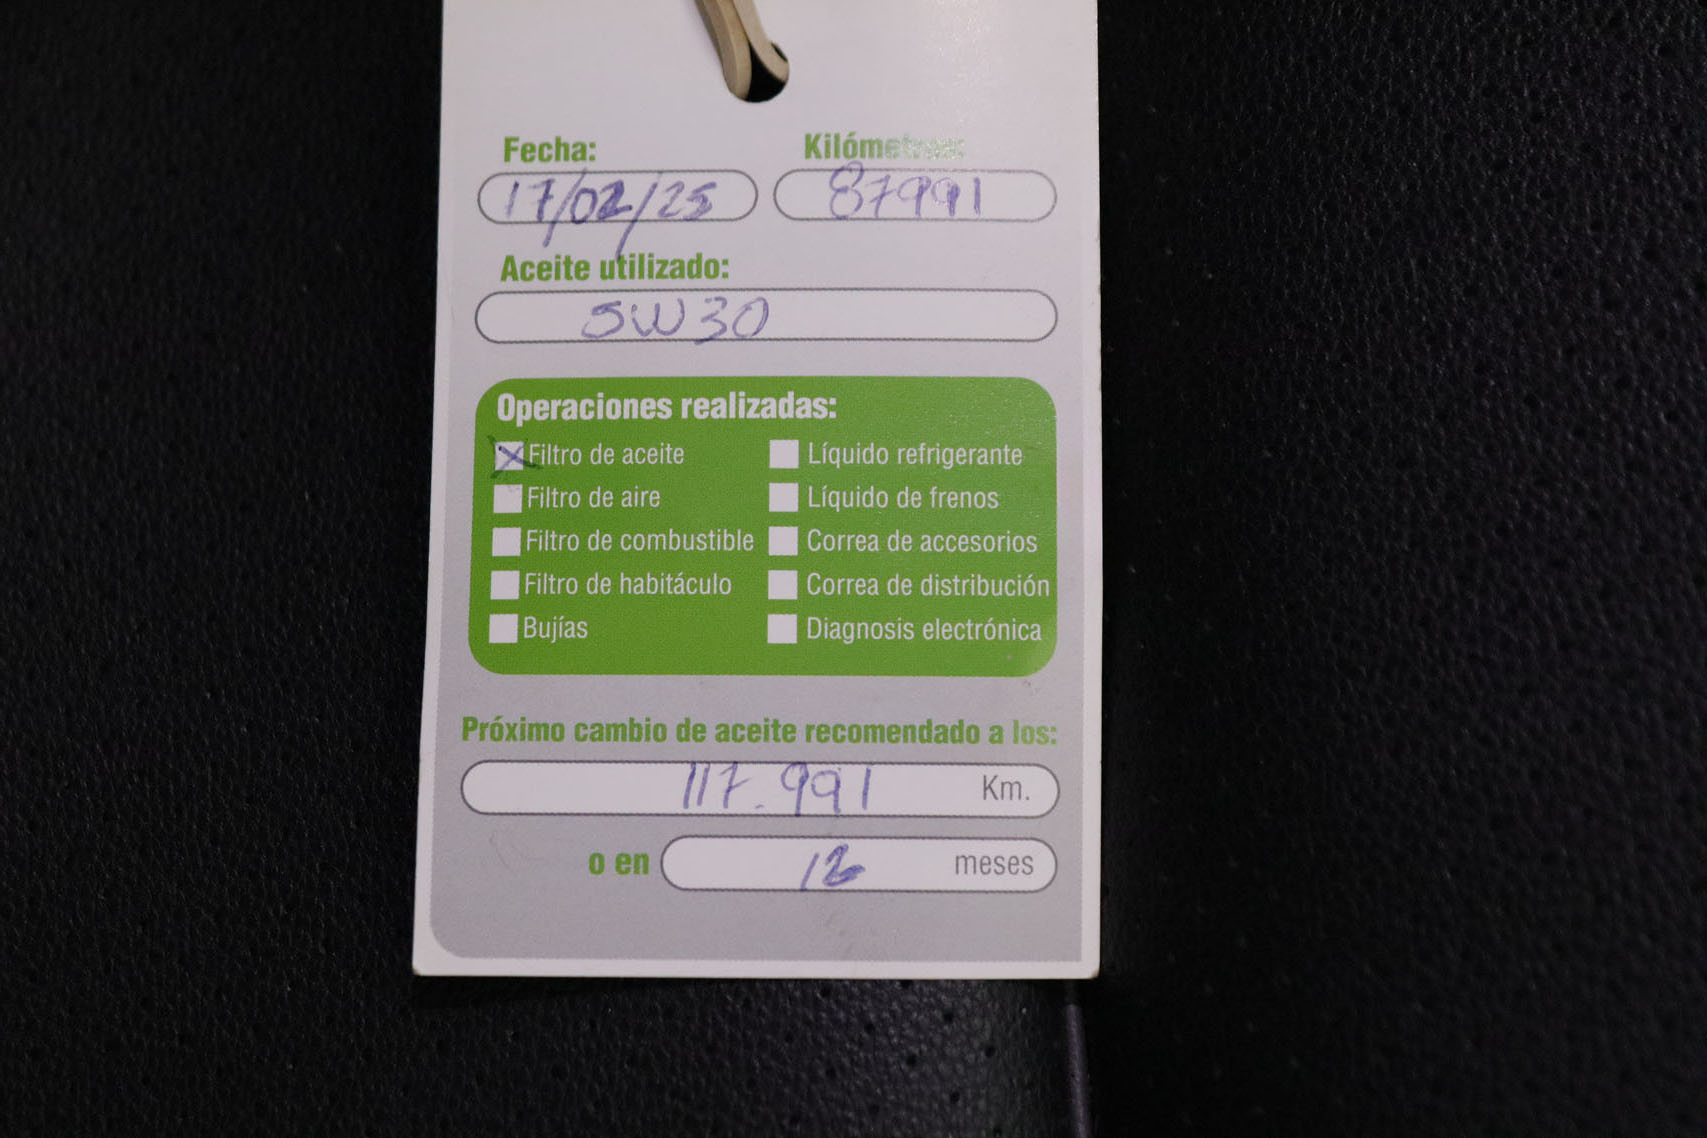 Fecha: Kilómetros:
17/02/25 87991
Aceite utilizado:
5W30
Operaciones realizadas:
Filtro de aceite Líquido refrigerante
Filtro de aire Líquido de frenos
Filtro de combustible Correa de accesorios
Filtro de habitáculo Correa de distribución
Bujías Diagnosis electrónica
Próximo cambio de aceite recomendado a los:
117.991 Km.
o en 12 meses